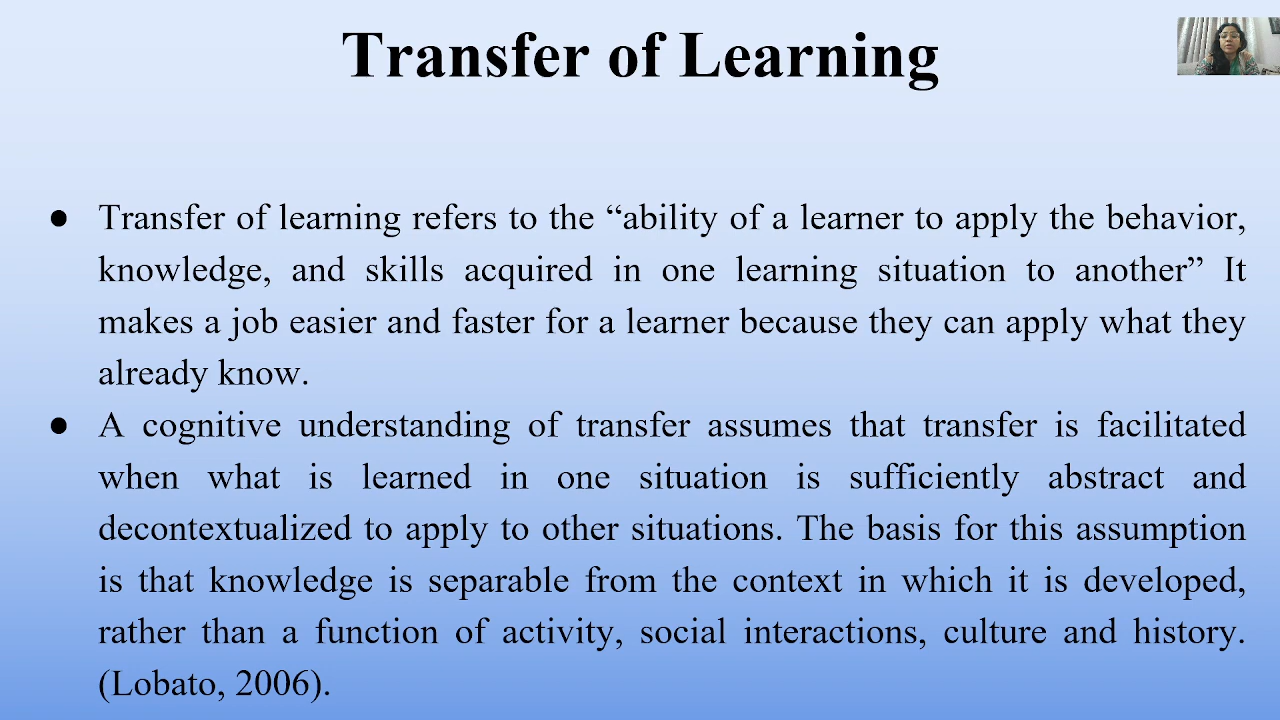 Transfer of Learning
● Transfer of learning refers to the “ability of a learner to apply the behavior,
knowledge, and skills acquired in one learning situation to another” It
makes a job easier and faster for a learner because they can apply what they
already know.
● A cognitive understanding of transfer assumes that transfer is facilitated
when what is learned in one situation is sufficiently abstract and
decontextualized to apply to other situations. The basis for this assumption
is that knowledge is separable from the context in which it is developed,
rather than a function of activity, social interactions, culture and history.
(Lobato, 2006).